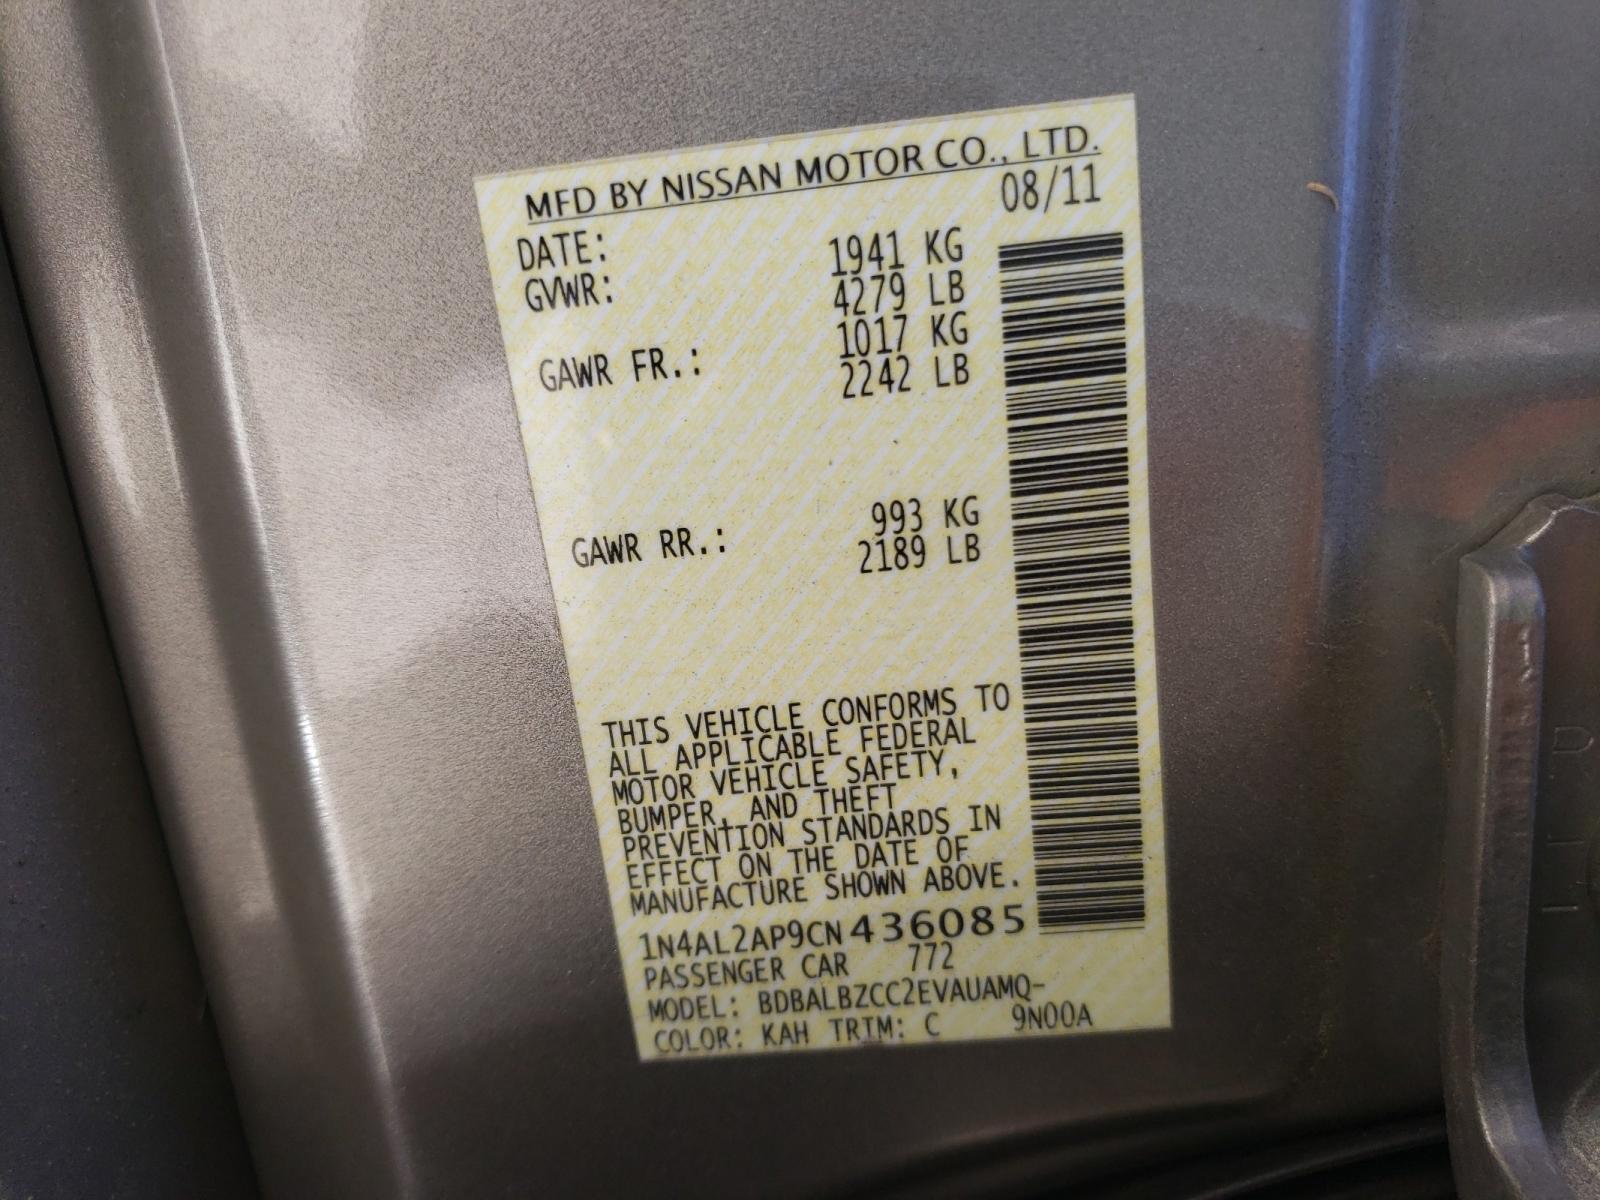 MFD BY NISSAN MOTOR CO., LTD.
DATE: 08/11
GVWR: 1941 KG
4279 LB
GAWR FR.: 1017 KG
2242 LB
GAWR RR.: 993 KG
2189 LB
THIS VEHICLE CONFORMS TO
ALL APPLICABLE FEDERAL
MOTOR VEHICLE SAFETY,
BUMPER, AND THEFT
PREVENTION STANDARDS IN
EFFECT ON THE DATE OF
MANUFACTURE SHOWN ABOVE.
1N4AL2AP9CN436085
PASSENGER CAR 772
MODEL: BDBALBZCC2EVAUAMQ-
COLOR: KAH TRIM: C 9N00A